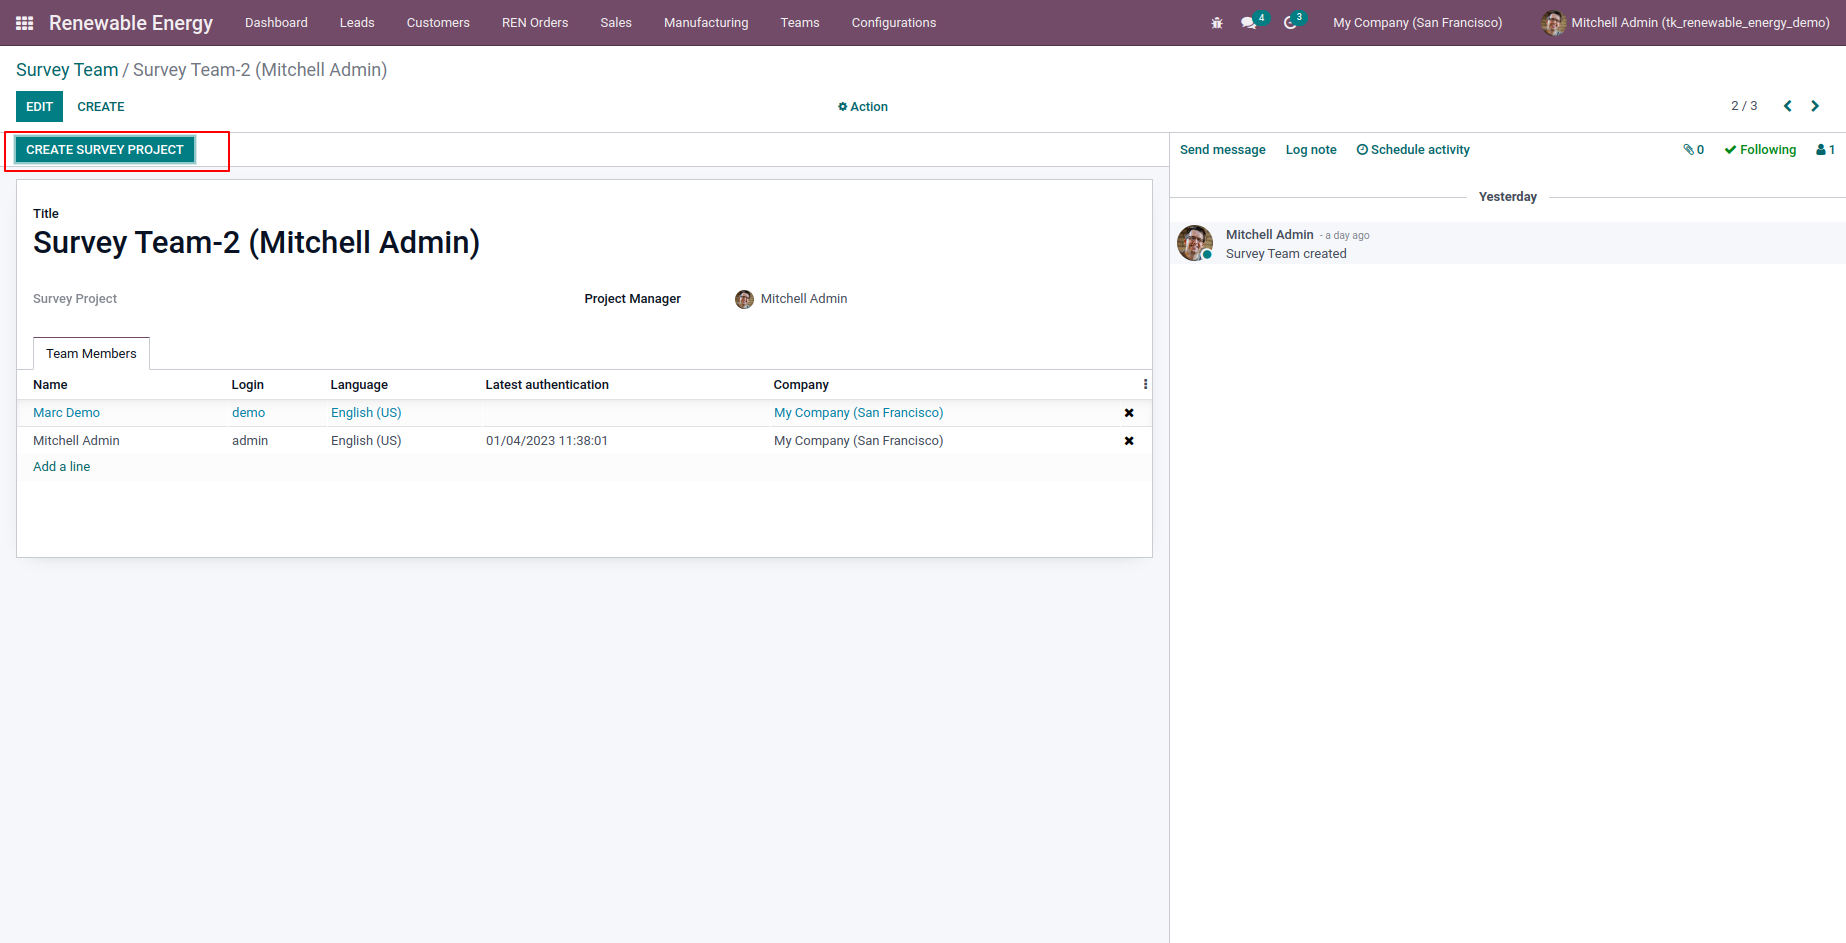 Renewable Energy Dashboard Leads Customers REN Orders Sales Manufacturing Teams Configurations 4 3 My Company (San Francisco) Mitchell Admin (tk_renewable_energy_demo)
Survey Team / Survey Team-2 (Mitchell Admin)
EDIT CREATE Action 2 / 3
CREATE SURVEY PROJECT
Send message Log note Schedule activity 0 Following 1
Yesterday
Mitchell Admin - a day ago
Survey Team created
Title
Survey Team-2 (Mitchell Admin)
Survey Project Project Manager Mitchell Admin
Team Members
Name Login Language Latest authentication Company
Marc Demo demo English (US) My Company (San Francisco)
Mitchell Admin admin English (US) 01/04/2023 11:38:01 My Company (San Francisco)
Add a line